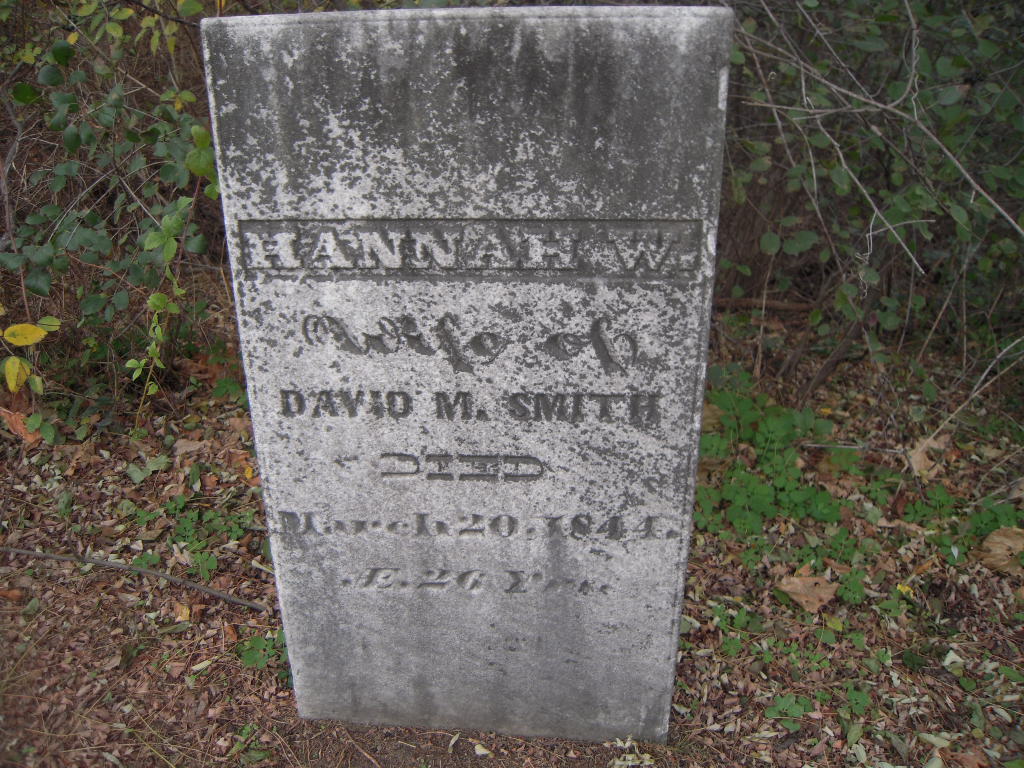 HANNAH W.
Wife of
DAVID M. SMITH
DIED
March 20, 1844.
Æ. 26 Yrs.